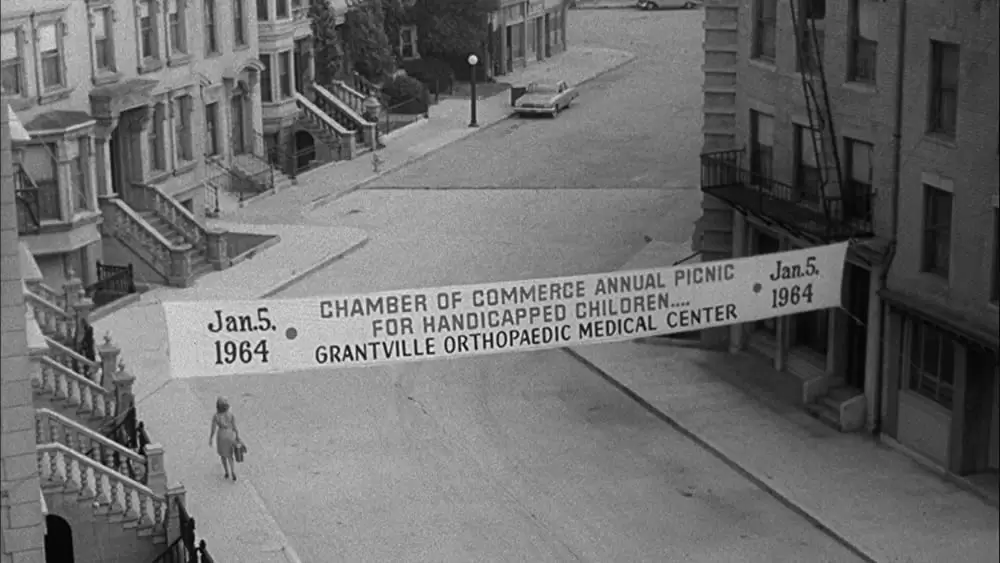 Jan.5.
1964
CHAMBER OF COMMERCE ANNUAL PICNIC
FOR HANDICAPPED CHILDREN....
GRANTVILLE ORTHOPAEDIC MEDICAL CENTER
Jan.5.
1964